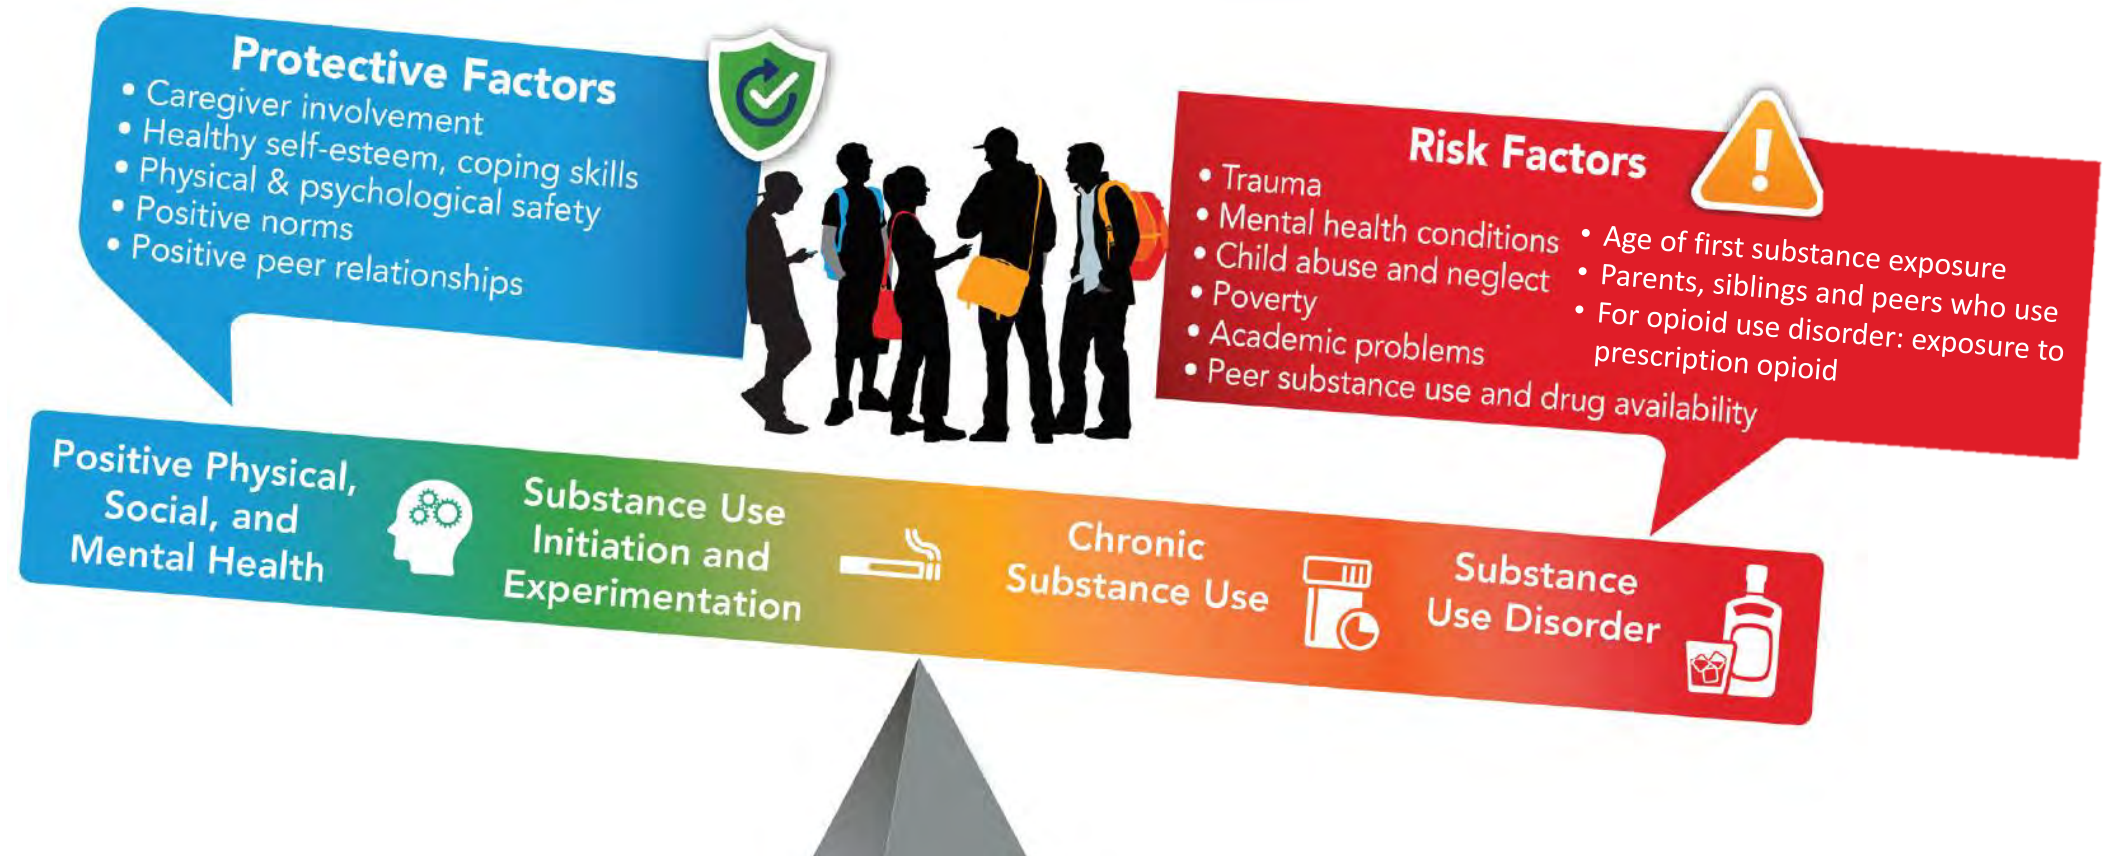 Protective Factors
• Caregiver involvement
• Healthy self-esteem, coping skills
• Physical & psychological safety
• Positive norms
• Positive peer relationships
Risk Factors
• Trauma
• Mental health conditions
• Child abuse and neglect
• Poverty
• Academic problems
• Peer substance use and drug availability
• Age of first substance exposure
• Parents, siblings and peers who use
• For opioid use disorder: exposure to
prescription opioid
Positive Physical,
Social, and
Mental Health
Substance Use
Initiation and
Experimentation
Chronic
Substance Use
Substance
Use Disorder